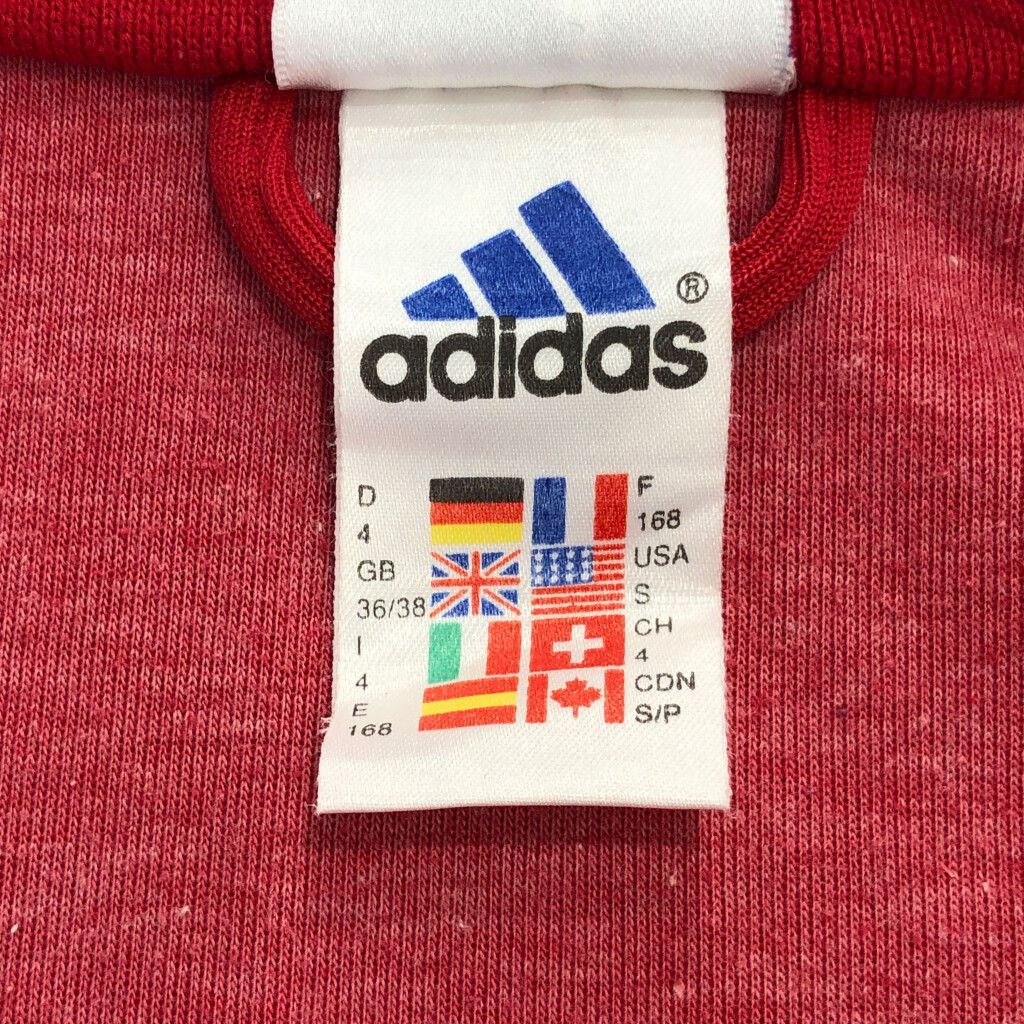 adidas®
D
4
GB
36/38
I
4
E
168
F
168
USA
S
CH
4
CDN
S/P